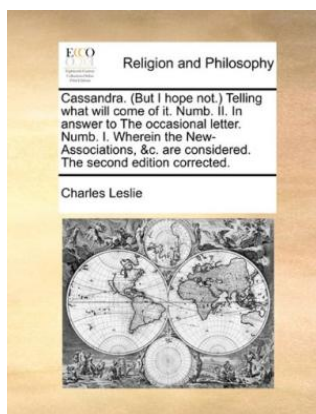 ECCO
Religion and Philosophy
Cassandra. (But I hope not.) Telling
what will come of it. Numb. II. In
answer to The occasional letter.
Numb. I. Wherein the New-
Associations, &c. are considered.
The second edition corrected.
Charles Leslie